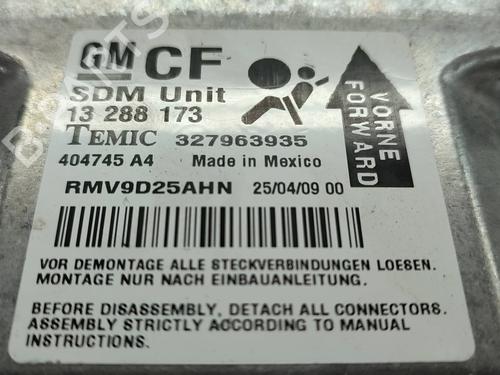 GM CF
SDM Unit
13 288 173
TEMIC 327963935
404745 A4 Made in Mexico
VORNE
FORWARD
RMV9D25AHN 25/04/09 00
VOR DEMONTAGE ALLE STECKVERBINDUNGEN LOESEN.
MONTAGE NUR NACH EINBAUANLEITUNG.
BEFORE DISASSEMBLY, DETACH ALL CONNECTORS.
ASSEMBLY STRICTLY ACCORDING TO MANUAL
INSTRUCTIONS.